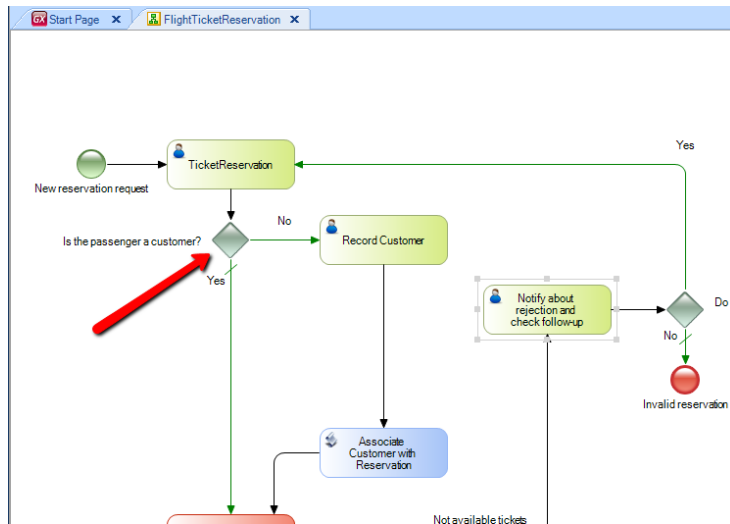 GX Start Page X FlightTicketReservation X
Yes
TicketReservation
New reservation request
No
Is the passenger a customer?
Record Customer
Yes
Notify about
rejection and
check follow-up
Do
No
Invalid reservation
Associate
Customer with
Reservation
Not available tickets